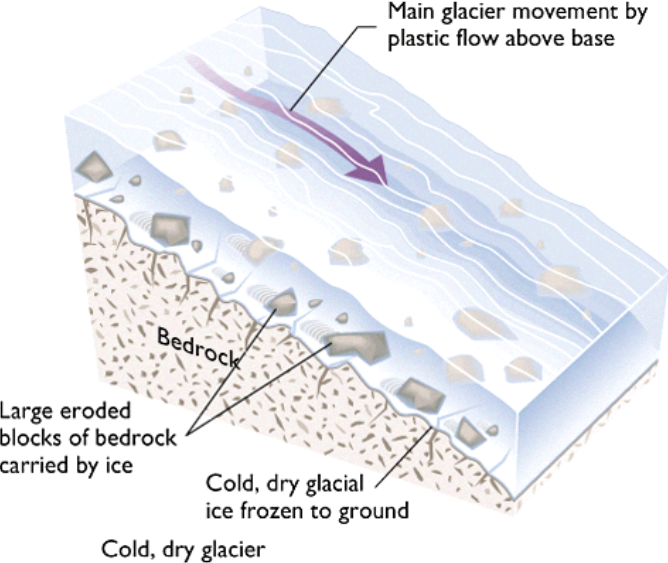 Main glacier movement by
plastic flow above base
Bedrock
Large eroded
blocks of bedrock
carried by ice
Cold, dry glacial
ice frozen to ground
Cold, dry glacier